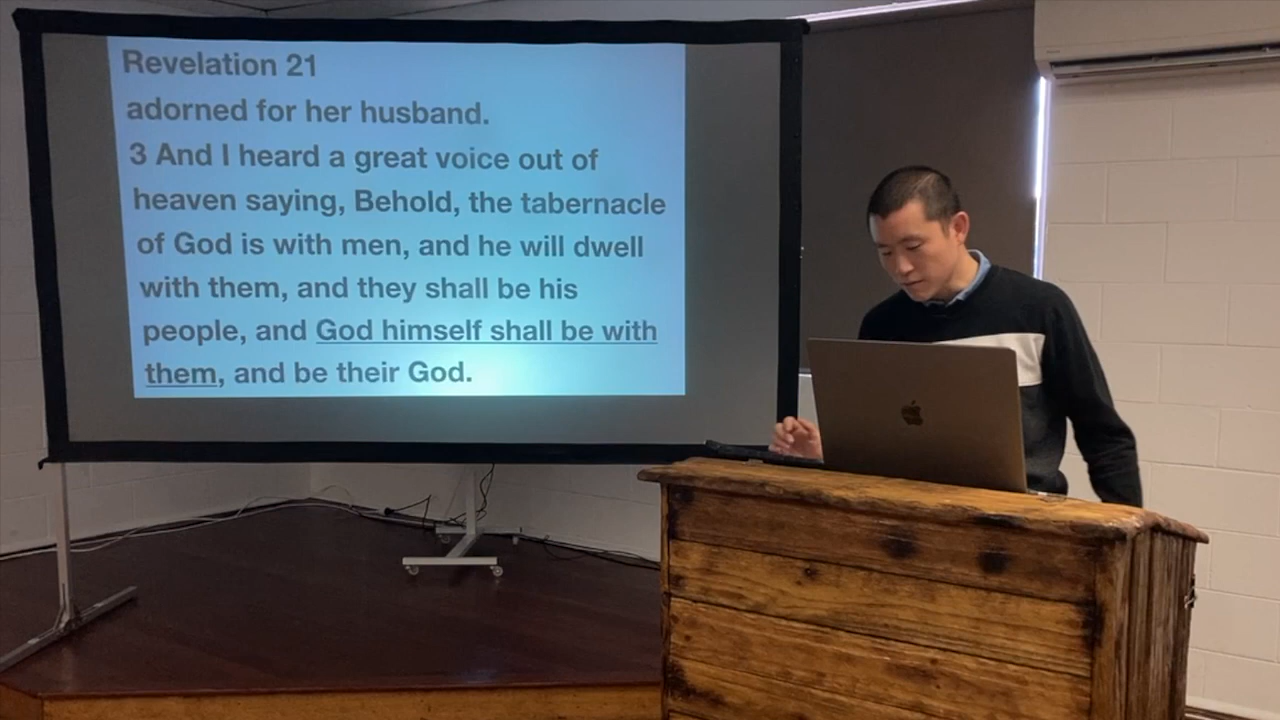 Revelation 21
adorned for her husband.
3 And I heard a great voice out of
heaven saying, Behold, the tabernacle
of God is with men, and he will dwell
with them, and they shall be his
people, and God himself shall be with
them, and be their God.